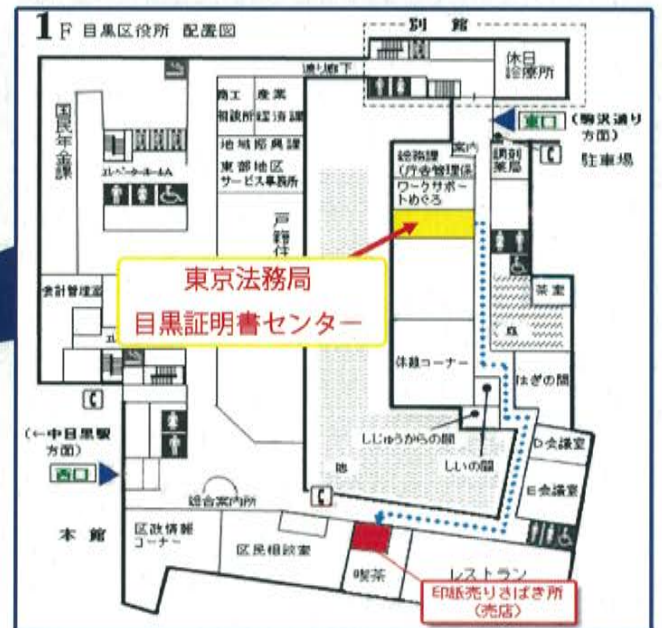 1F 目黒区役所 配置図
別館
休日
診療所
渡り廊下
商工
相談所
産業
経済課
地域振興課
東部地区
サービス事務所
国民年金課
エレベーターホールA
戸籍住
会計管理室
東京法務局
目黒証明書センター
案内
総務課
(庁舎管理係)
ワークサポー
トめぐろ
東口
(駒沢通り
方面)
駐車場
調剤
薬局
茶室
庭
休憩コーナー
はぎの間
しじゅうからの間
しいの間
池
D会議室
E会議室
(←中目黒駅
方面)
西口
本館
総合案内所
区政情報
コーナー
区民相談室
喫茶
レストラン
印紙売りさばき所
(売店)